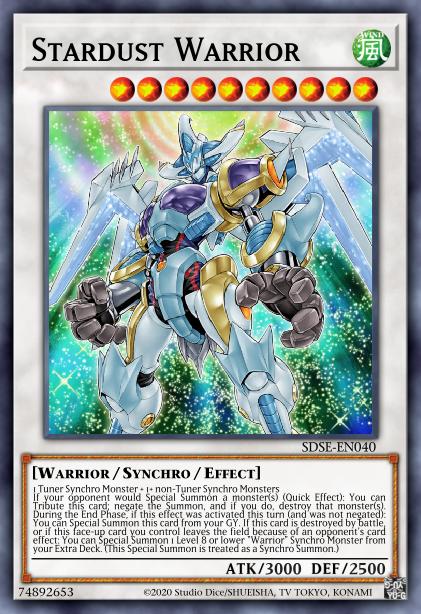 STARDUST WARRIOR
WIND
風
SDSE-EN040
[WARRIOR / SYNCHRO / EFFECT]
1 Tuner Synchro Monster + 1+ non-Tuner Synchro Monsters
If your opponent would Special Summon a monster(s) (Quick Effect): You can
Tribute this card; negate the Summon, and if you do, destroy that monster(s).
During the End Phase, if this effect was activated this turn (and was not negated):
You can Special Summon this card from your GY. If this card is destroyed by battle,
or if this face-up card you control leaves the field because of an opponent's card
effect: You can Special Summon 1 Level 8 or lower "Warrior" Synchro Monster from
your Extra Deck. (This Special Summon is treated as a Synchro Summon.)
ATK/3000 DEF/2500
74892653
©2020 Studio Dice/SHUEISHA, TV TOKYO, KONAMI